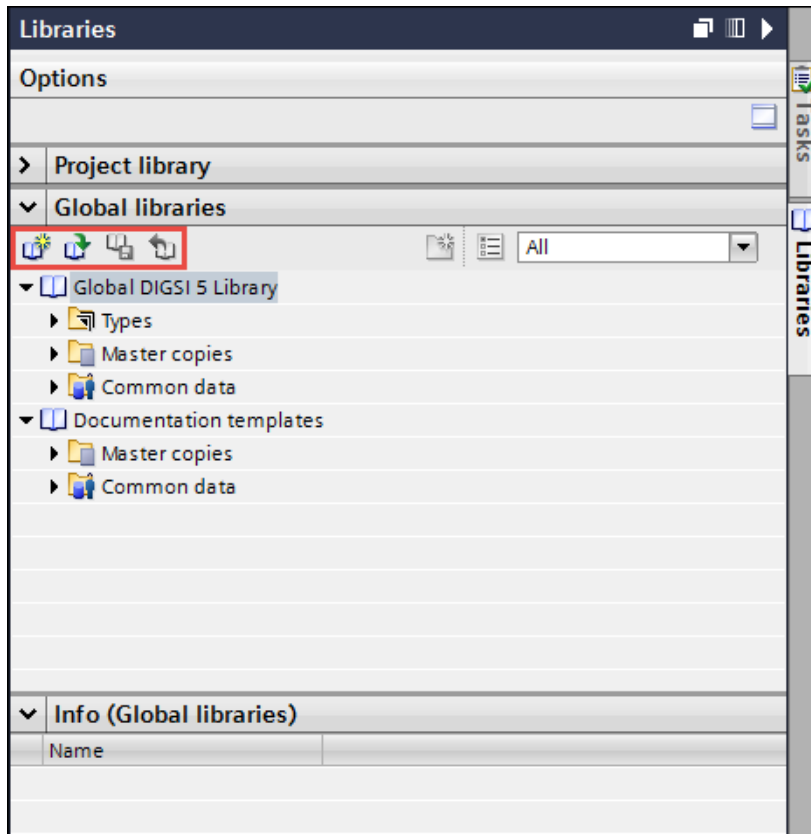 Libraries
Options
Project library
Global libraries
All
Global DIGSI 5 Library
Types
Master copies
Common data
Documentation templates
Master copies
Common data
Info (Global libraries)
Name
Tasks
Libraries